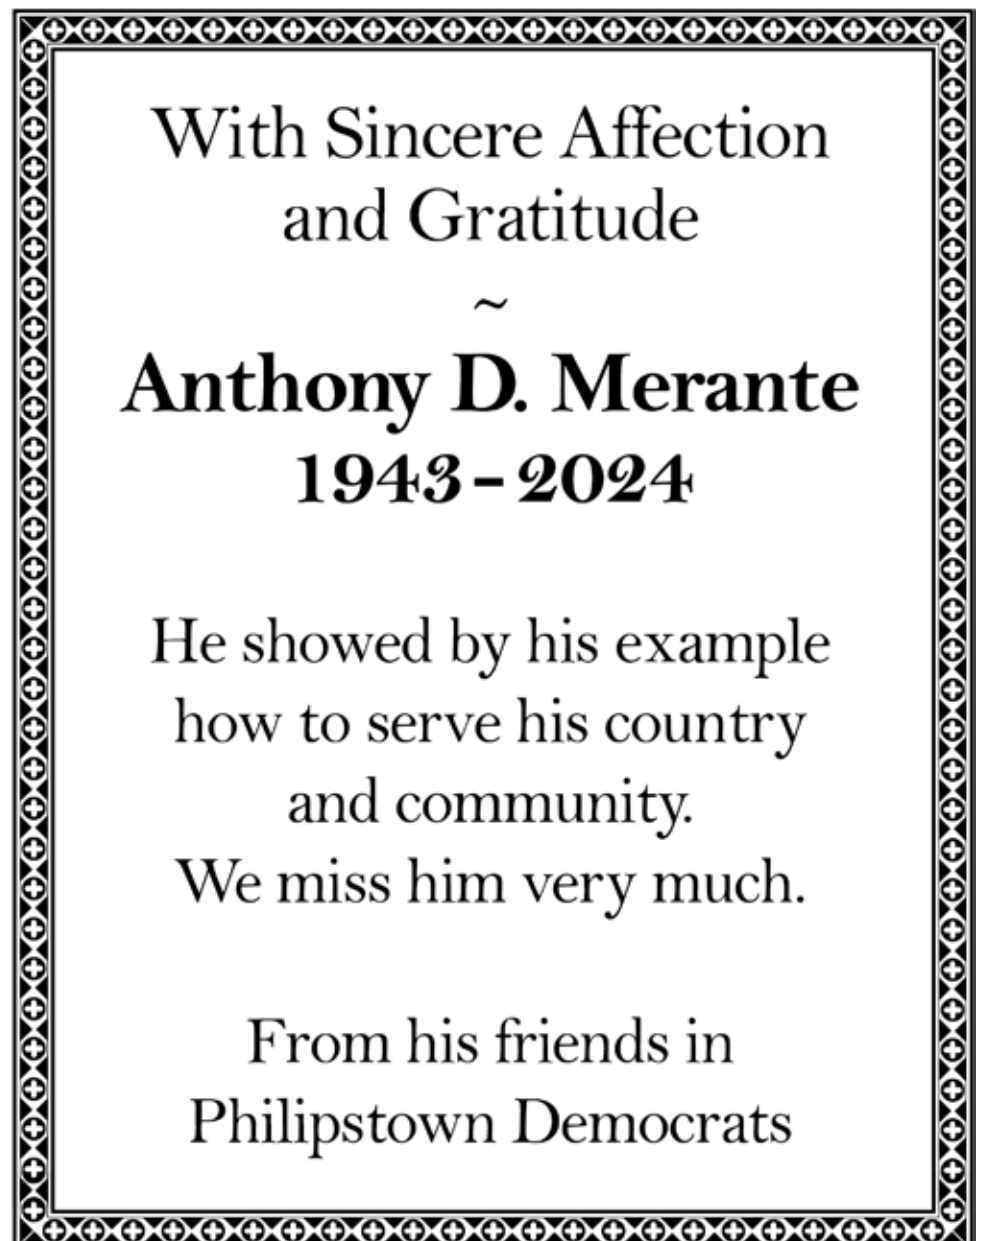 With Sincere Affection
and Gratitude
~
Anthony D. Merante
1943-2024
He showed by his example
how to serve his country
and community.
We miss him very much.
From his friends in
Philipstown Democrats